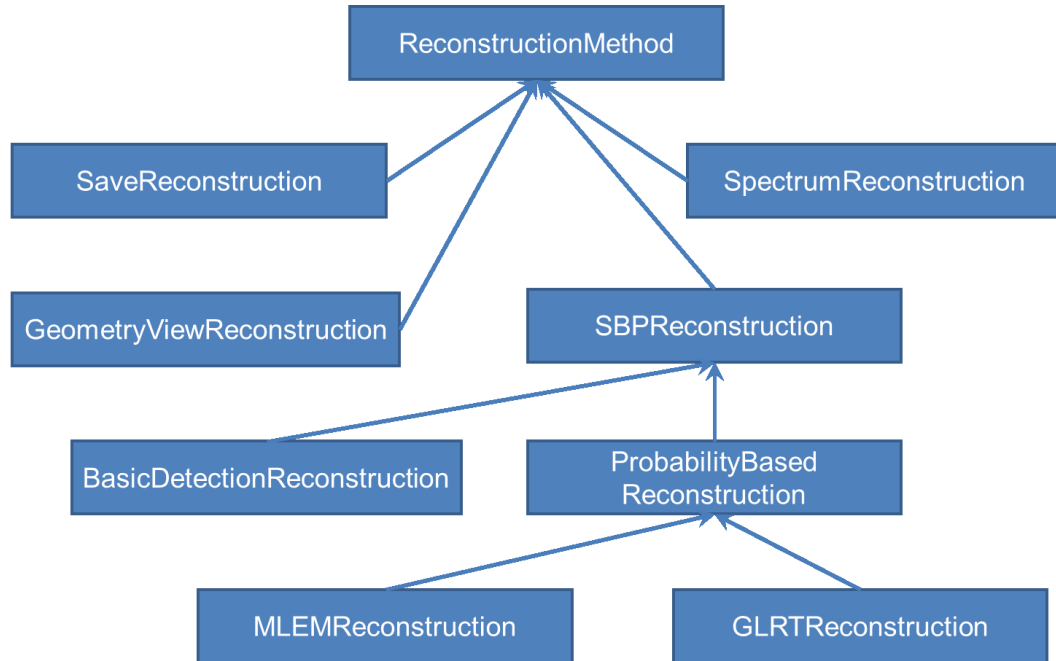 ReconstructionMethod
SaveReconstruction
SpectrumReconstruction
GeometryViewReconstruction
SBPReconstruction
BasicDetectionReconstruction
ProbabilityBased
Reconstruction
MLEMReconstruction
GLRTReconstruction